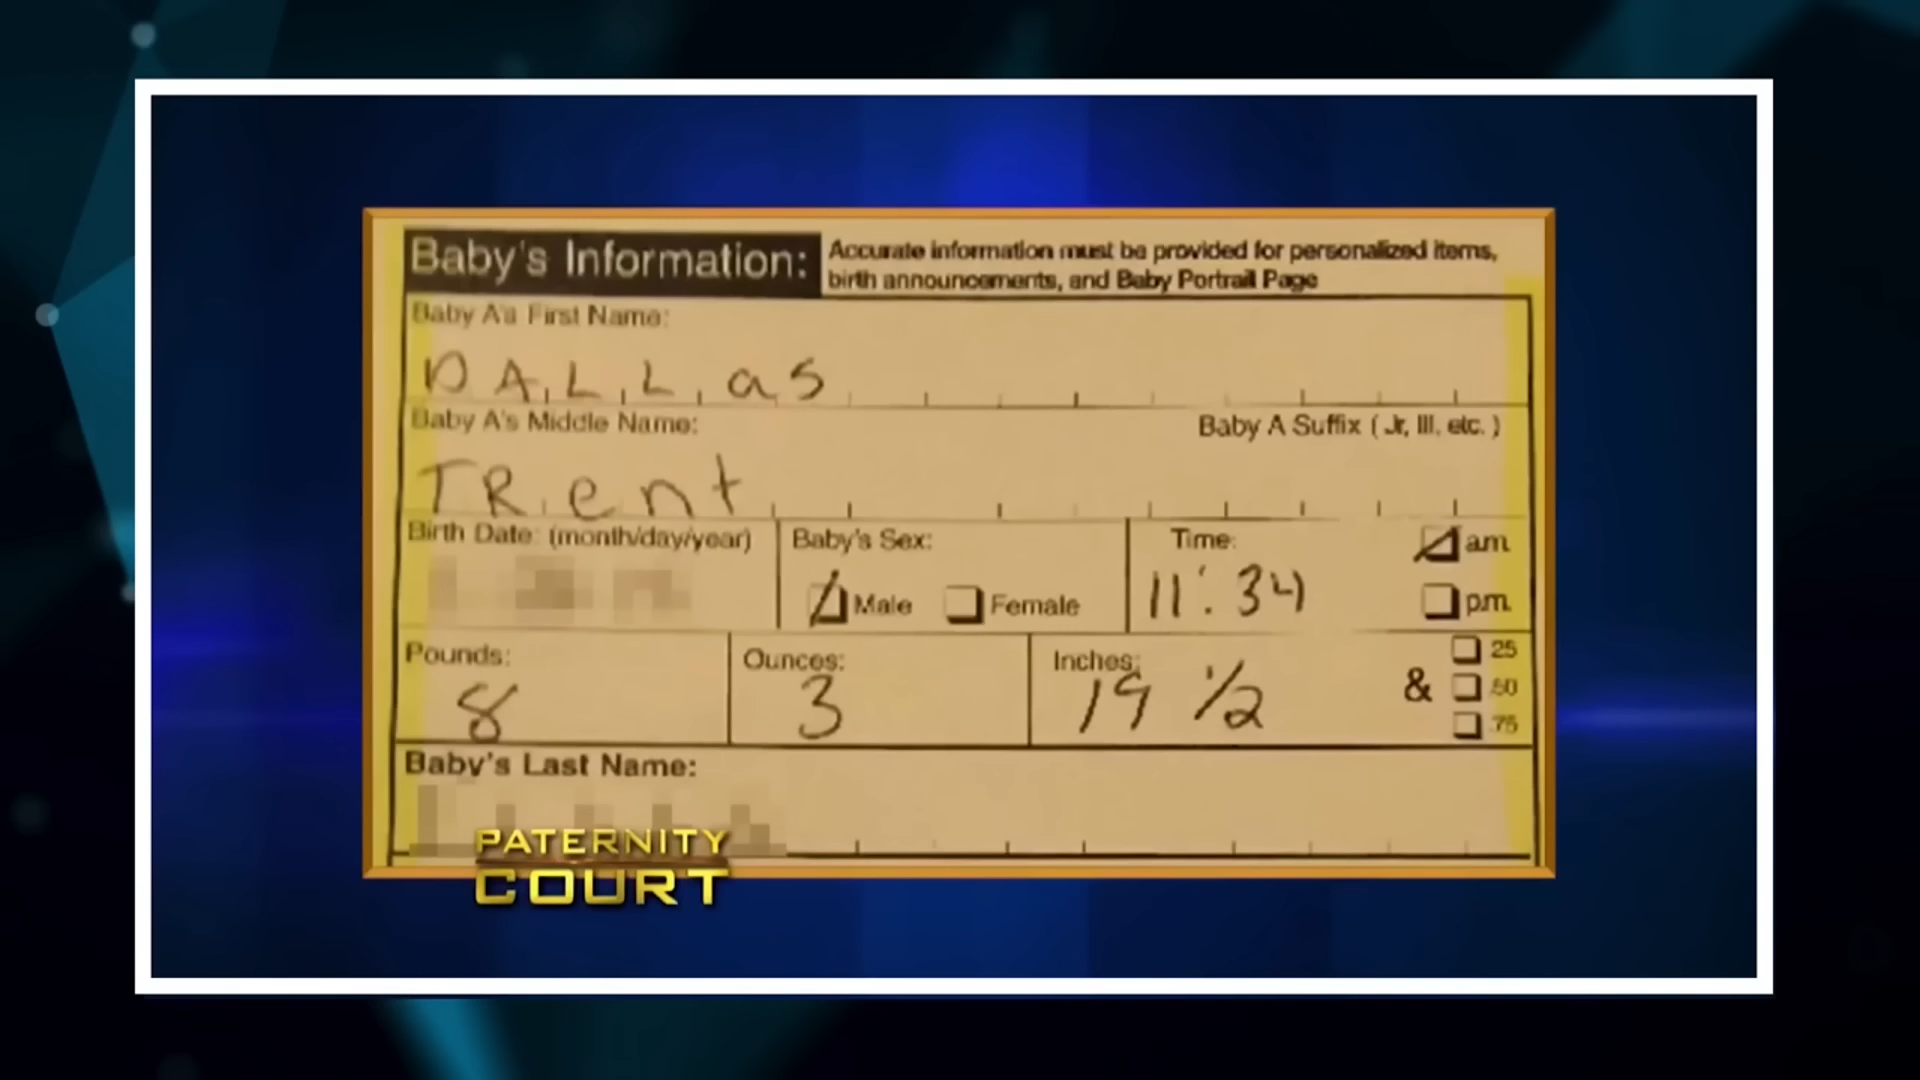 Baby's Information:
Accurate information must be provided for personalized items,
birth announcements, and Baby Portrait Page
Baby A's First Name:
DALLas
Baby A's Middle Name:
Baby A Suffix (Jr, III, etc.)
TRent
Birth Date: (month/day/year)
Baby's Sex:
Male
Female
Time:
11:34
am
pm
Pounds:
8
Ounces:
3
Inches:
19 1/2
&
.25
.50
.75
Baby's Last Name:
PATERNITY
COURT